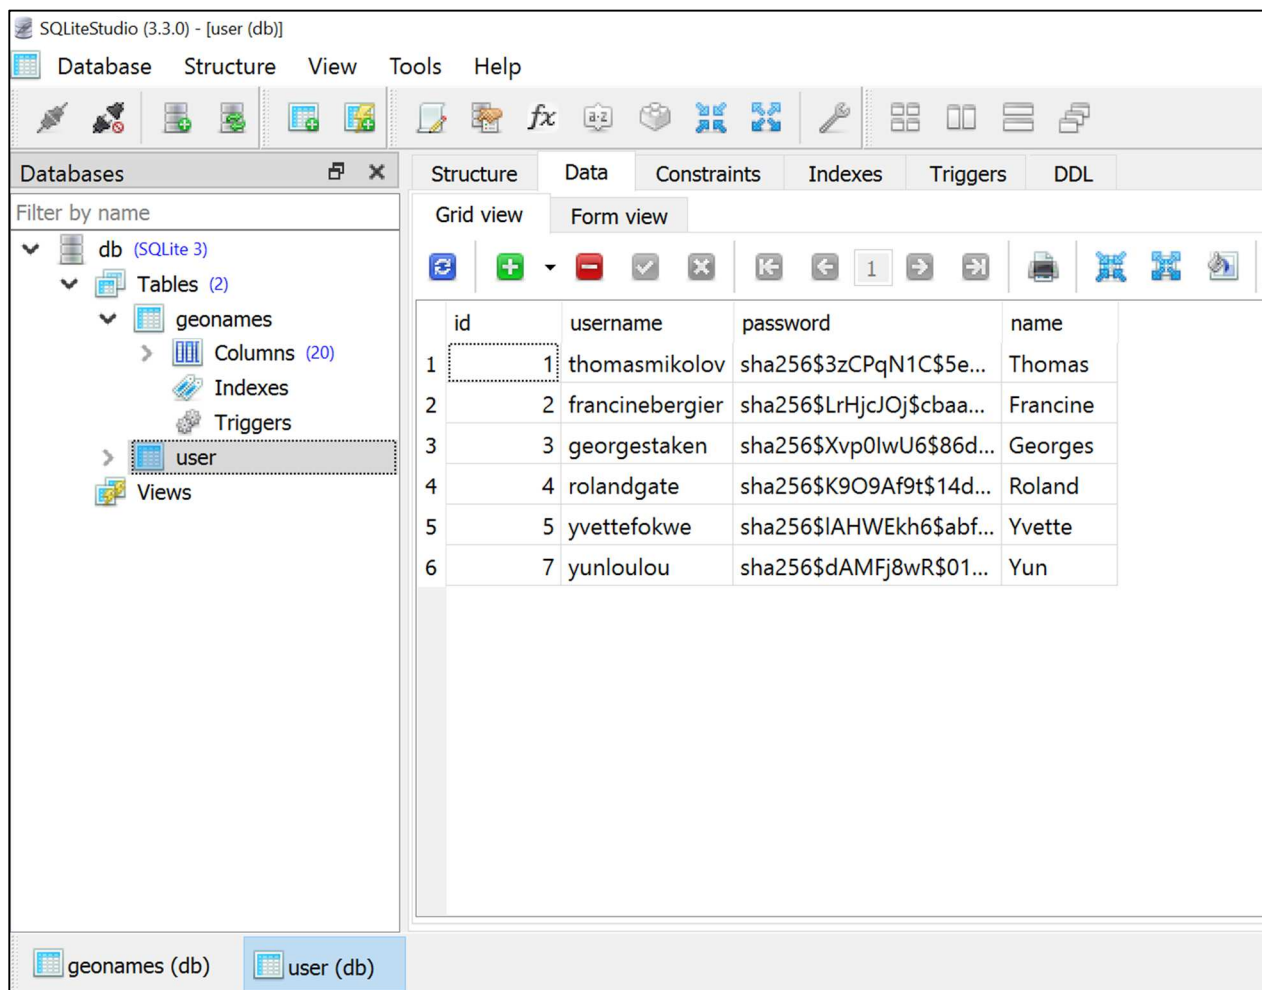 SQLiteStudio (3.3.0) - [user (db)]
Database Structure View Tools Help
fx a·z
Databases
Filter by name
db (SQLite 3)
Tables (2)
geonames
Columns (20)
Indexes
Triggers
user
Views
Structure Data Constraints Indexes Triggers DDL
Grid view Form view
1
id username password name
1 1 thomasmikolov sha256$3zCPqN1C$5e... Thomas
2 2 francinebergier sha256$LrHjcJOj$cbaa... Francine
3 3 georgestaken sha256$Xvp0IwU6$86d... Georges
4 4 rolandgate sha256$K9O9Af9t$14d... Roland
5 5 yvettefokwe sha256$lAHWEkh6$abf... Yvette
6 7 yunloulou sha256$dAMFj8wR$01... Yun
geonames (db) user (db)